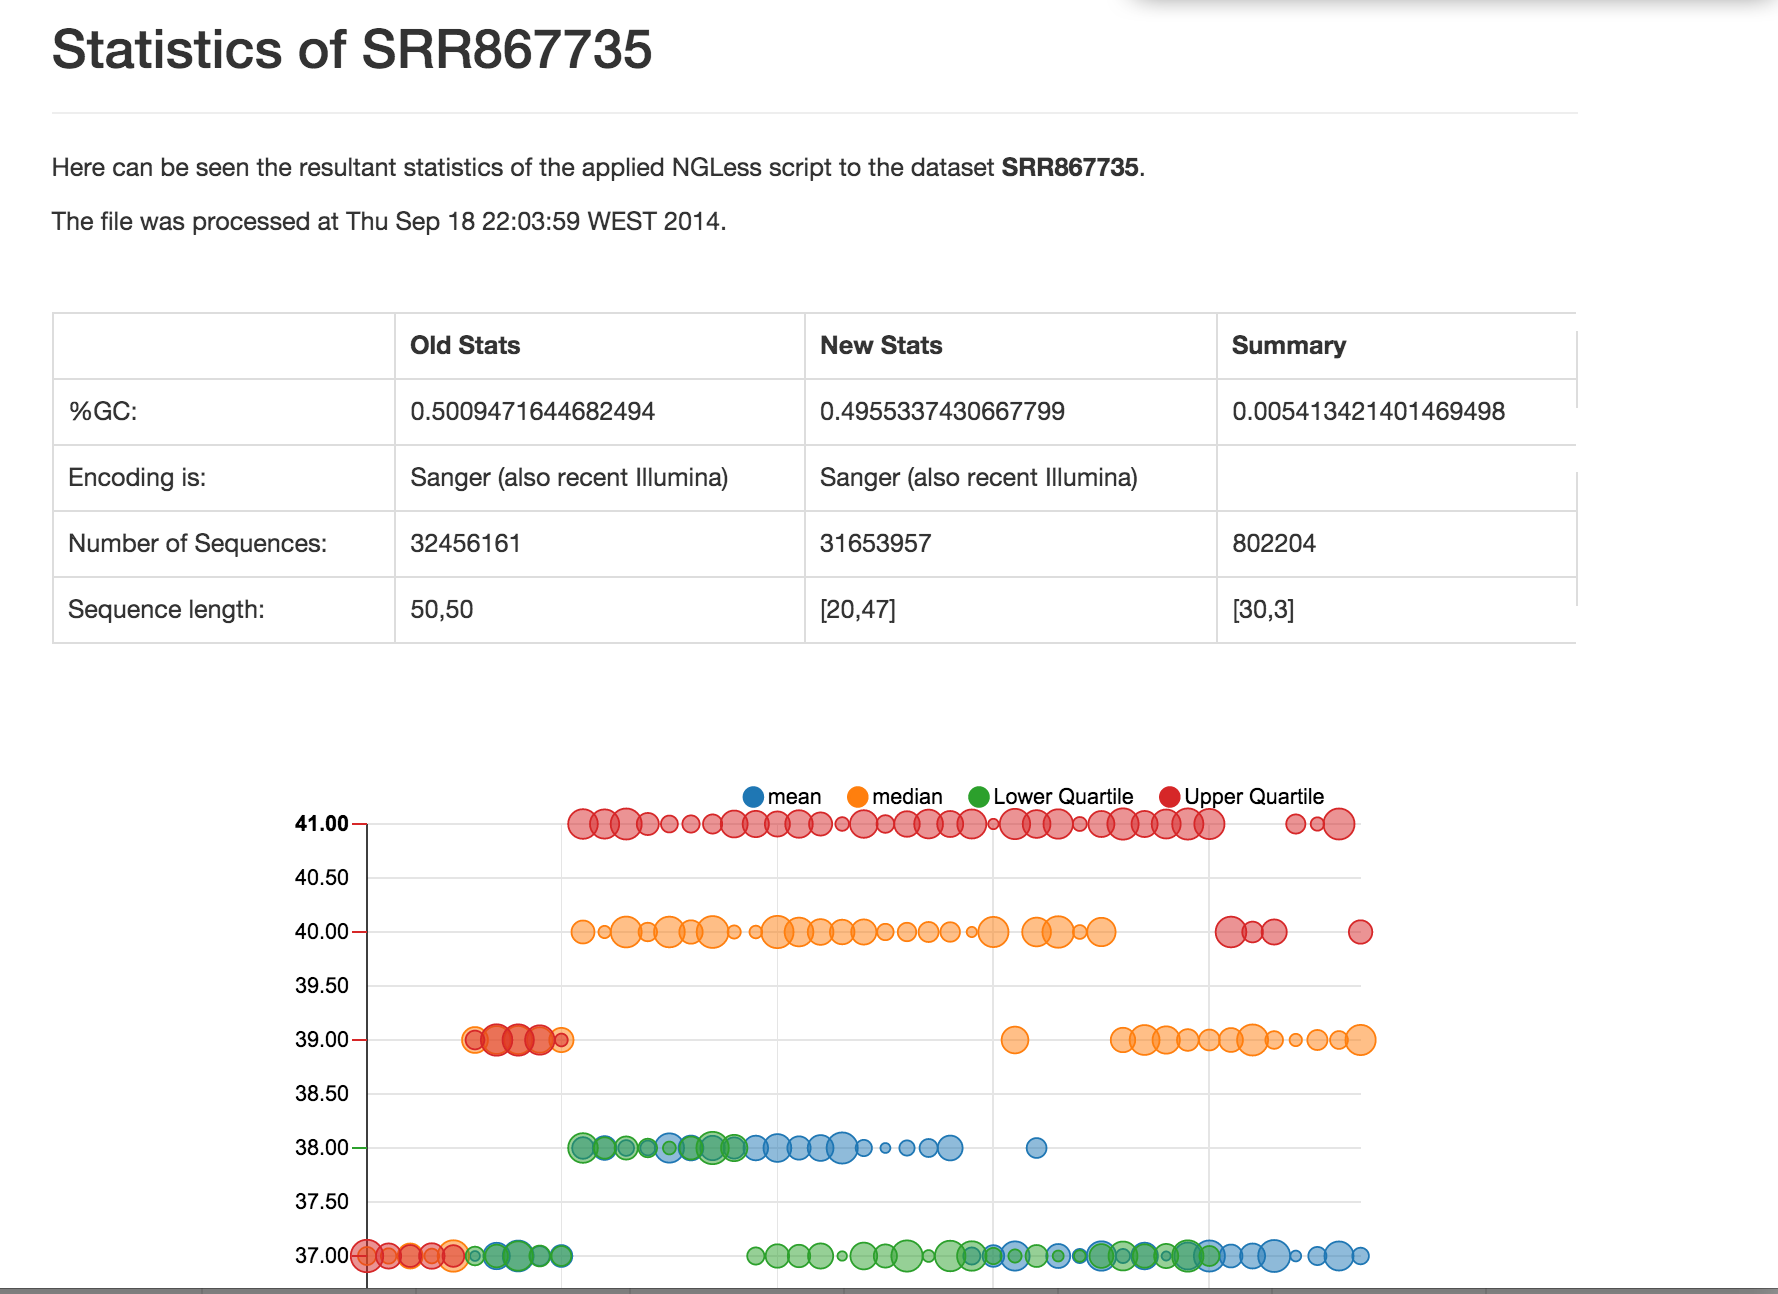 Statistics of SRR867735
Here can be seen the resultant statistics of the applied NGLess script to the dataset SRR867735.
The file was processed at Thu Sep 18 22:03:59 WEST 2014.
Old Stats New Stats Summary
%GC: 0.5009471644682494 0.4955337430667799 0.005413421401469498
Encoding is: Sanger (also recent Illumina) Sanger (also recent Illumina)
Number of Sequences: 32456161 31653957 802204
Sequence length: 50,50 [20,47] [30,3]
mean median Lower Quartile Upper Quartile
41.00
40.50
40.00
39.50
39.00
38.50
38.00
37.50
37.00